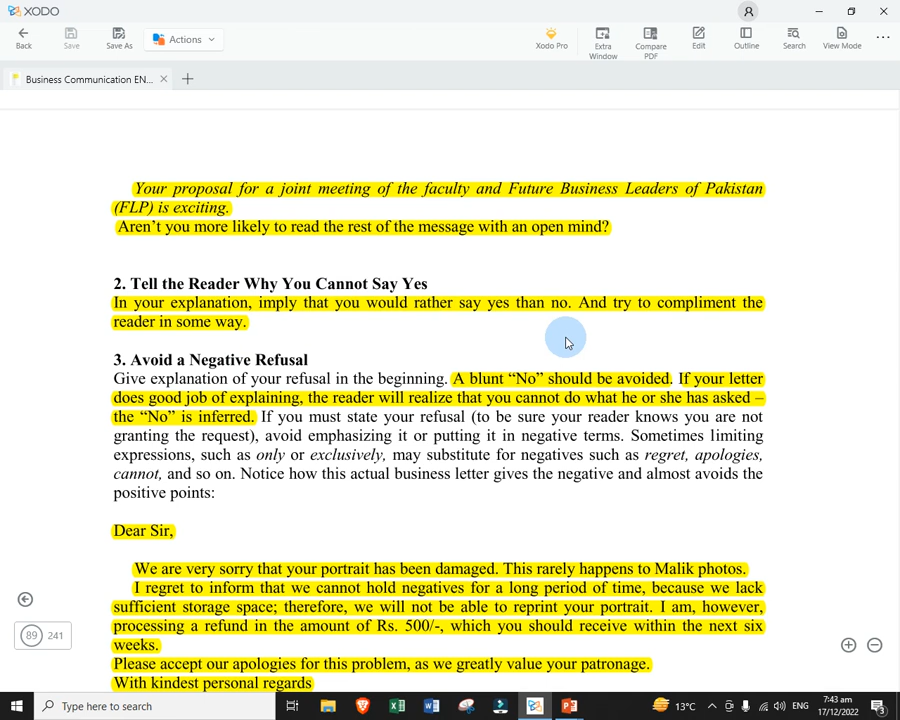 XODO
Back
Save
Save As
Actions
Xodo Pro
Extra Window
Compare PDF
Edit
Outline
Search
View Mode
Business Communication EN...
Your proposal for a joint meeting of the faculty and Future Business Leaders of Pakistan
(FLP) is exciting.
Aren't you more likely to read the rest of the message with an open mind?
2. Tell the Reader Why You Cannot Say Yes
In your explanation, imply that you would rather say yes than no. And try to compliment the
reader in some way.
3. Avoid a Negative Refusal
Give explanation of your refusal in the beginning. A blunt “No” should be avoided. If your letter
does good job of explaining, the reader will realize that you cannot do what he or she has asked –
the “No” is inferred. If you must state your refusal (to be sure your reader knows you are not
granting the request), avoid emphasizing it or putting it in negative terms. Sometimes limiting
expressions, such as only or exclusively, may substitute for negatives such as regret, apologies,
cannot, and so on. Notice how this actual business letter gives the negative and almost avoids the
positive points:
Dear Sir,
We are very sorry that your portrait has been damaged. This rarely happens to Malik photos.
I regret to inform that we cannot hold negatives for a long period of time, because we lack
sufficient storage space; therefore, we will not be able to reprint your portrait. I am, however,
processing a refund in the amount of Rs. 500/-, which you should receive within the next six
weeks.
Please accept our apologies for this problem, as we greatly value your patronage.
With kindest personal regards
89 241
Type here to search
13°C
ENG
7:43 am
17/12/2022
3